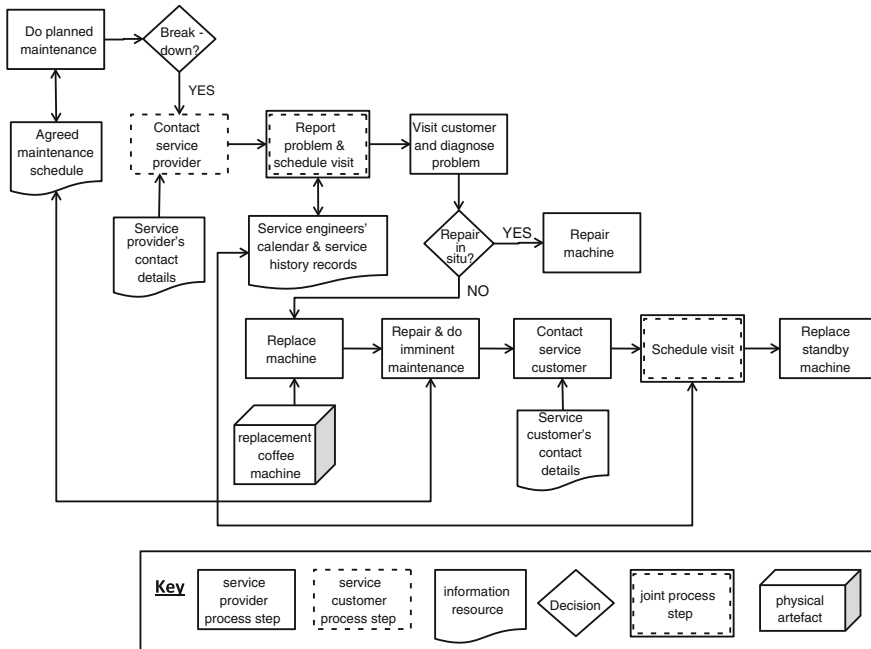 Do planned
maintenance
Break -
down?
YES
Agreed
maintenance
schedule
Contact
service
provider
Report
problem &
schedule visit
Visit customer
and diagnose
problem
Service
provider's
contact
details
Service engineers'
calendar & service
history records
Repair
in
situ?
YES
Repair
machine
NO
Replace
machine
Repair & do
imminent
maintenance
Contact
service
customer
Schedule visit
Replace
standby
machine
replacement
coffee
machine
Service
customer's
contact
details
Key
service
provider
process step
service
customer
process step
information
resource
Decision
joint process
step
physical
artefact